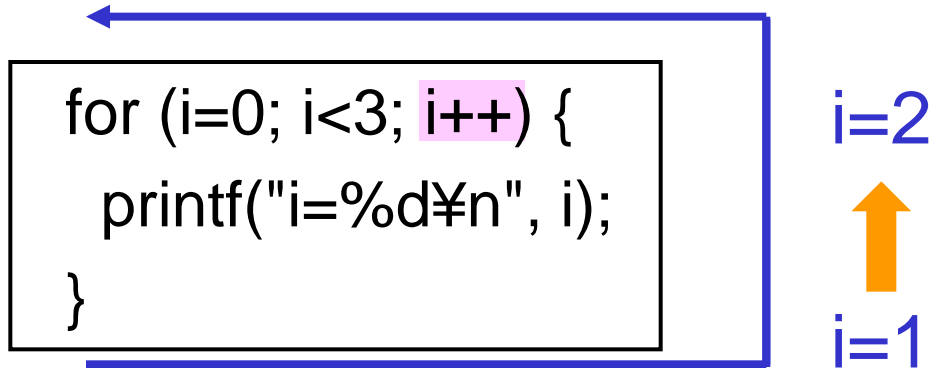 for (i=0; i<3; i++) {
printf("i=%d¥n", i);
}
i=2
i=1